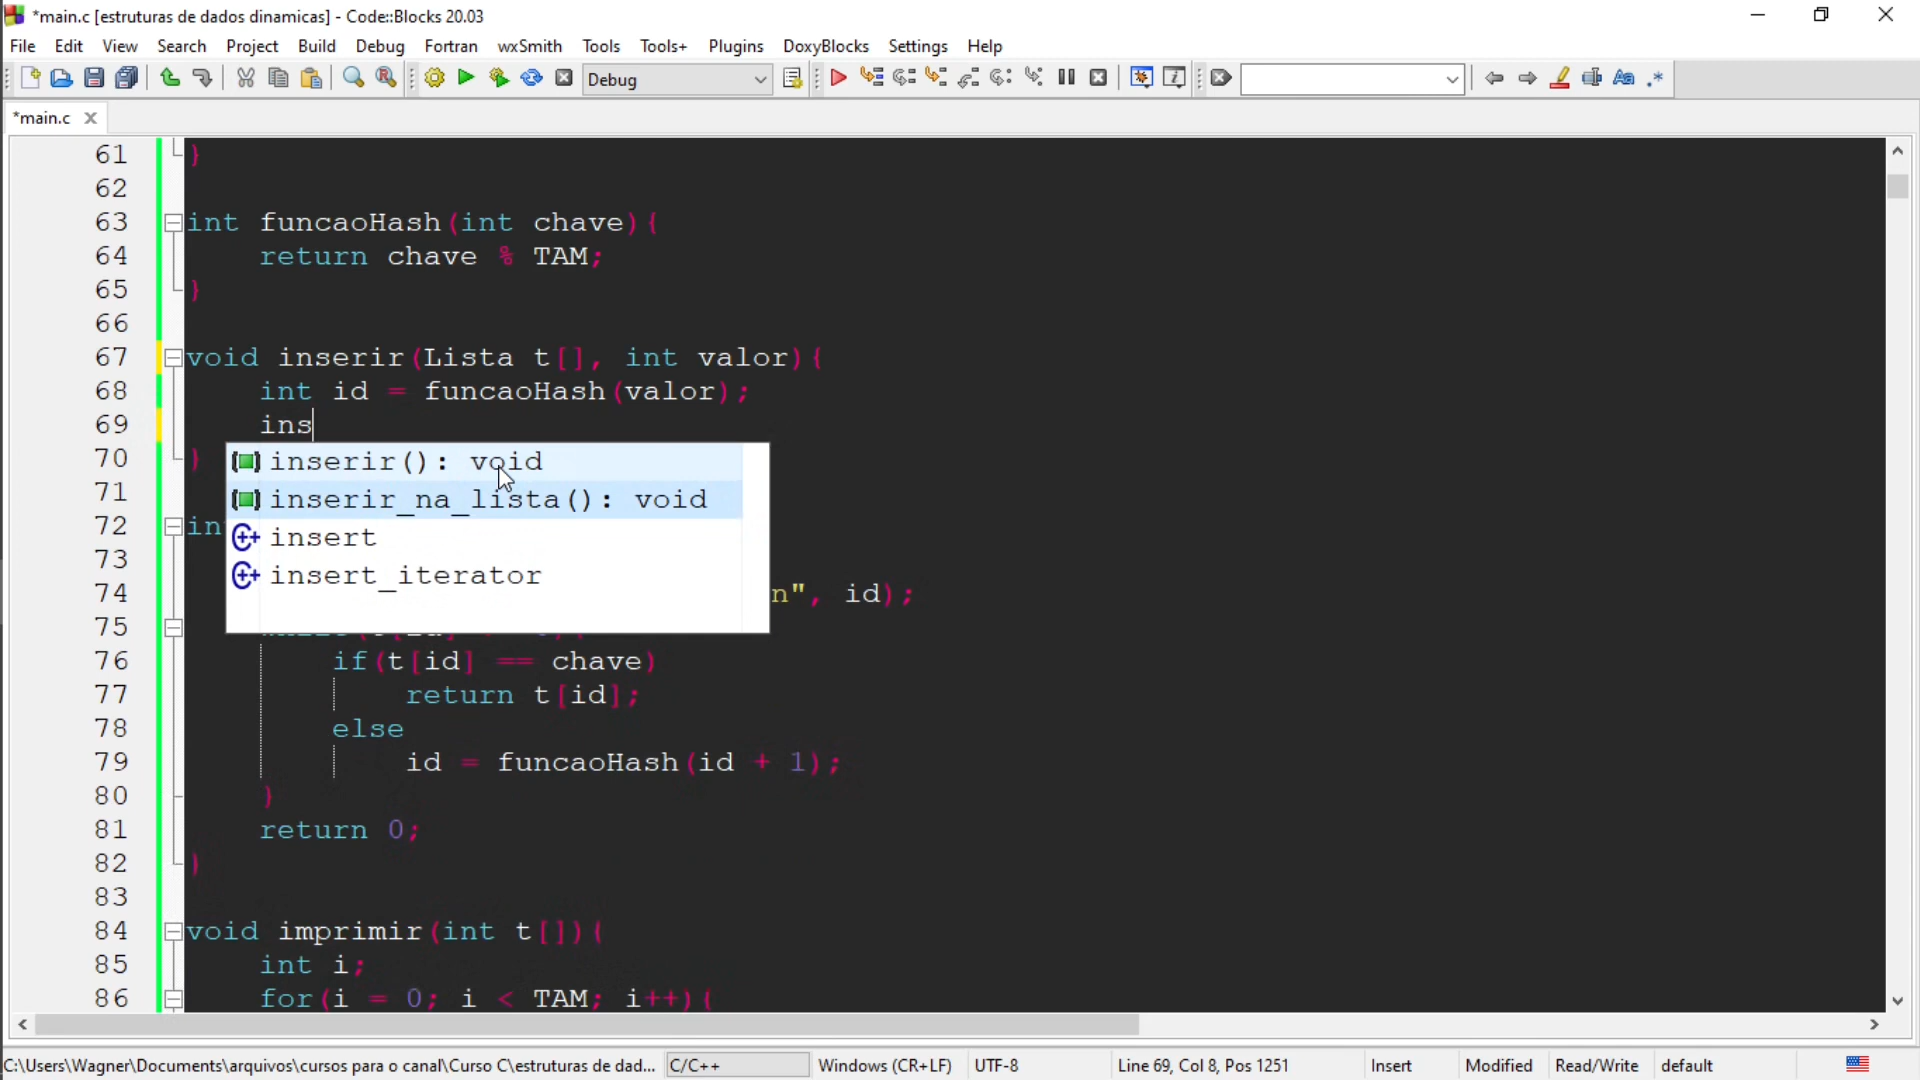 *main.c [estruturas de dados dinamicas] - Code::Blocks 20.03
File Edit View Search Project Build Debug Fortran wxSmith Tools Tools+ Plugins DoxyBlocks Settings Help
Debug
*main.c
61 }
62
63 int funcaoHash(int chave){
64 return chave % TAM;
65 }
66
67 void inserir(Lista t[], int valor){
68 int id = funcaoHash(valor);
69 ins
70 }
inserir(): void
71
inserir_na_lista(): void
72 in
insert
73
insert_iterator
74 n", id);
75
76 if(t[id] == chave)
77 return t[id];
78 else
79 id = funcaoHash(id + 1);
80 }
81 return 0;
82 }
83
84 void imprimir(int t[]){
85 int i;
86 for(i = 0; i < TAM; i++){
C:\Users\Wagner\Documents\arquivos\cursos para o canal\Curso C\estruturas de dad... C/C++ Windows (CR+LF) UTF-8 Line 69, Col 8, Pos 1251 Insert Modified Read/Write default